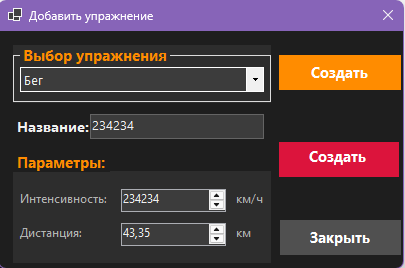 Добавить упражнение
Выбор упражнения
Бег
Создать
Название: 234234
Параметры:
Создать
Интенсивность: 234234 км/ч
Дистанция: 43,35 км
Закрыть